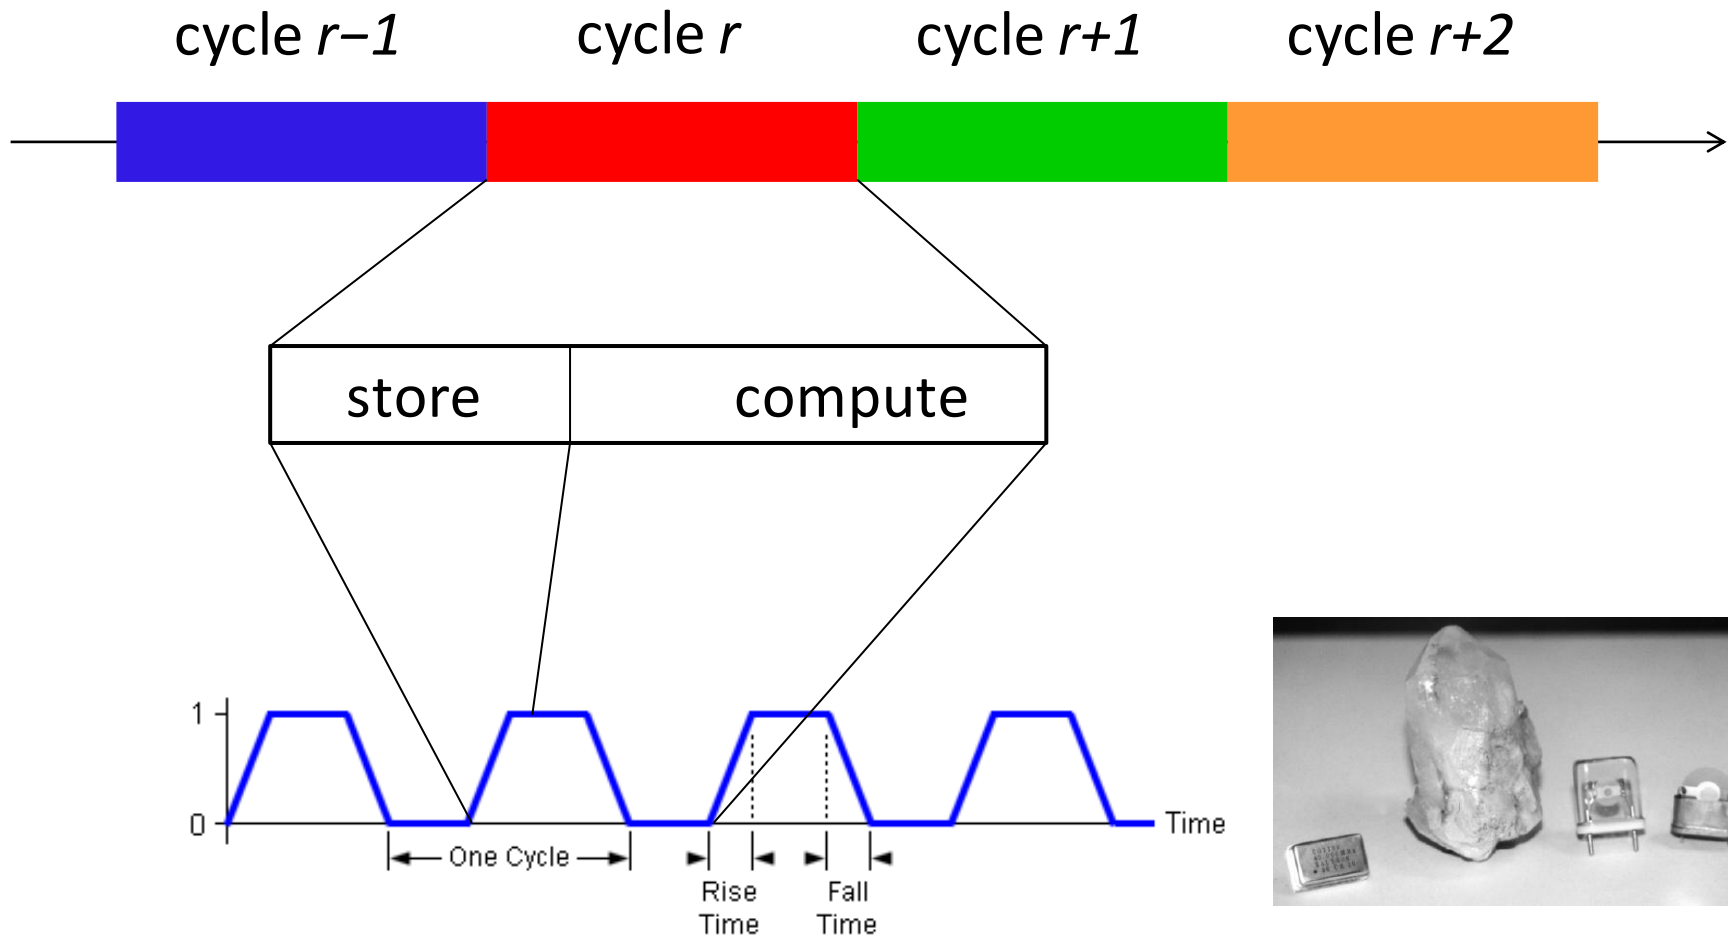 cycle r−1 cycle r cycle r+1 cycle r+2
store compute
1
0
Time
One Cycle
Rise Time
Fall Time